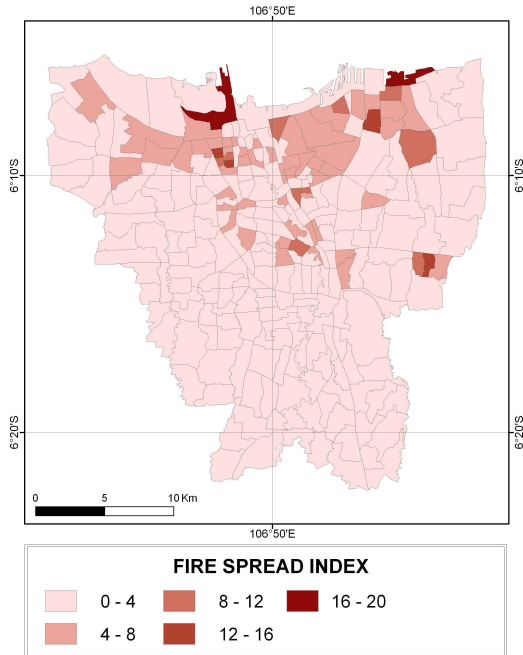 106°50'E
6°10'S 6°10'S
6°20'S 6°20'S
0 5 10 Km
106°50'E
FIRE SPREAD INDEX
0 - 4 8 - 12 16 - 20
4 - 8 12 - 16